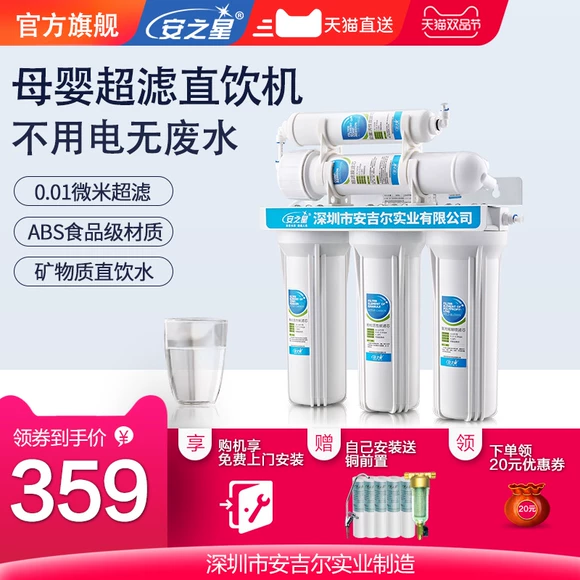 官方旗舰
安之星®
天猫直送
天猫双品节
母婴超滤直饮机
不用电无废水
0.01微米超滤
ABS食品级材质
矿物质直饮水
安之星® 深圳市安吉尔实业有限公司
领券到手价¥
359
享
购机享
免费上门安装
赠
自己安装送
铜前置
领
下单领
20元优惠券
20元
深圳市安吉尔实业制造